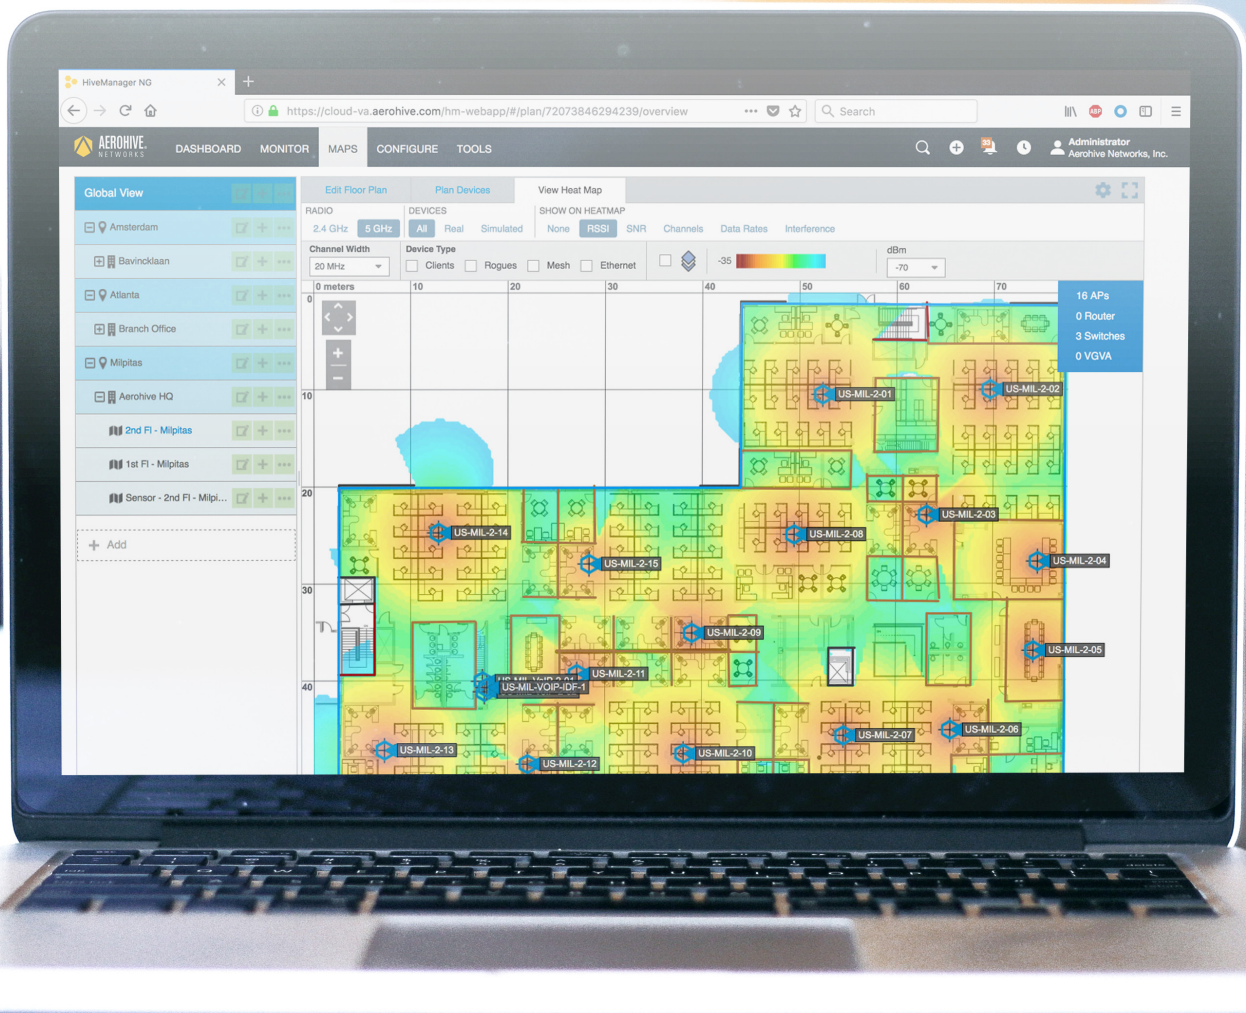 HiveManager NG
https://cloud-va.aerohive.com/hm-webapp/#/plan/72073846294239/overview
Search
ABP
AEROHIVE
NETWORKS
DASHBOARD MONITOR MAPS CONFIGURE TOOLS
33
Administrator
Aerohive Networks, Inc.
Global View
Amsterdam
Bavincklaan
Atlanta
Branch Office
Milpitas
Aerohive HQ
2nd Fl - Milpitas
1st Fl - Milpitas
Sensor - 2nd Fl - Milpi...
+ Add
Edit Floor Plan Plan Devices View Heat Map
RADIO DEVICES SHOW ON HEATMAP
2.4 GHz 5 GHz All Real Simulated None RSSI SNR Channels Data Rates Interference
Channel Width Device Type dBm
20 MHz Clients Rogues Mesh Ethernet -35 -70
0 meters 10 20 30 40 50 60 70
0
10
20
30
40
16 APs
0 Router
3 Switches
0 VGVA
US-MIL-2-01
US-MIL-2-02
US-MIL-2-03
US-MIL-2-14
US-MIL-2-08
US-MIL-2-15
US-MIL-2-04
US-MIL-2-09
US-MIL-2-05
US-MIL-2-11
US-MIL-VOIP-IDF-1
US-MIL-2-06
US-MIL-2-07
US-MIL-2-13
US-MIL-2-10
US-MIL-2-12